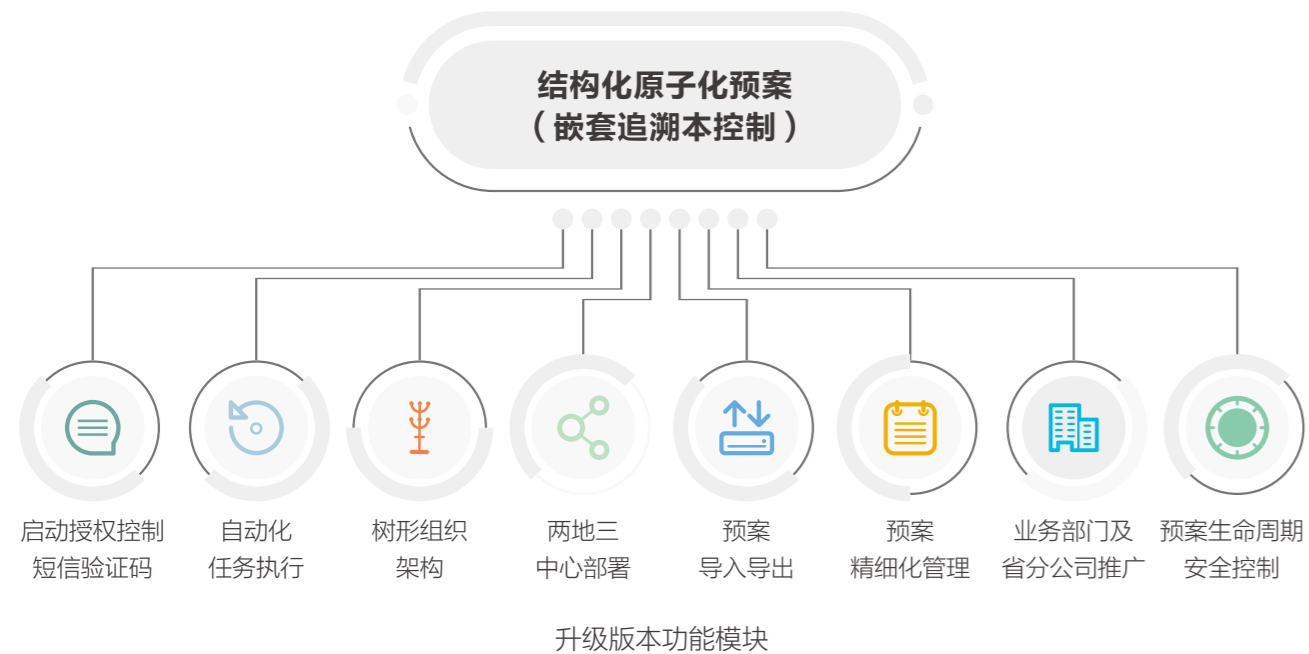 结构化原子化预案
（嵌套追溯本控制）
启动授权控制
短信验证码
自动化
任务执行
树形组织
架构
两地三
中心部署
预案
导入导出
预案
精细化管理
业务部门及
省分公司推广
预案生命周期
安全控制
升级版本功能模块